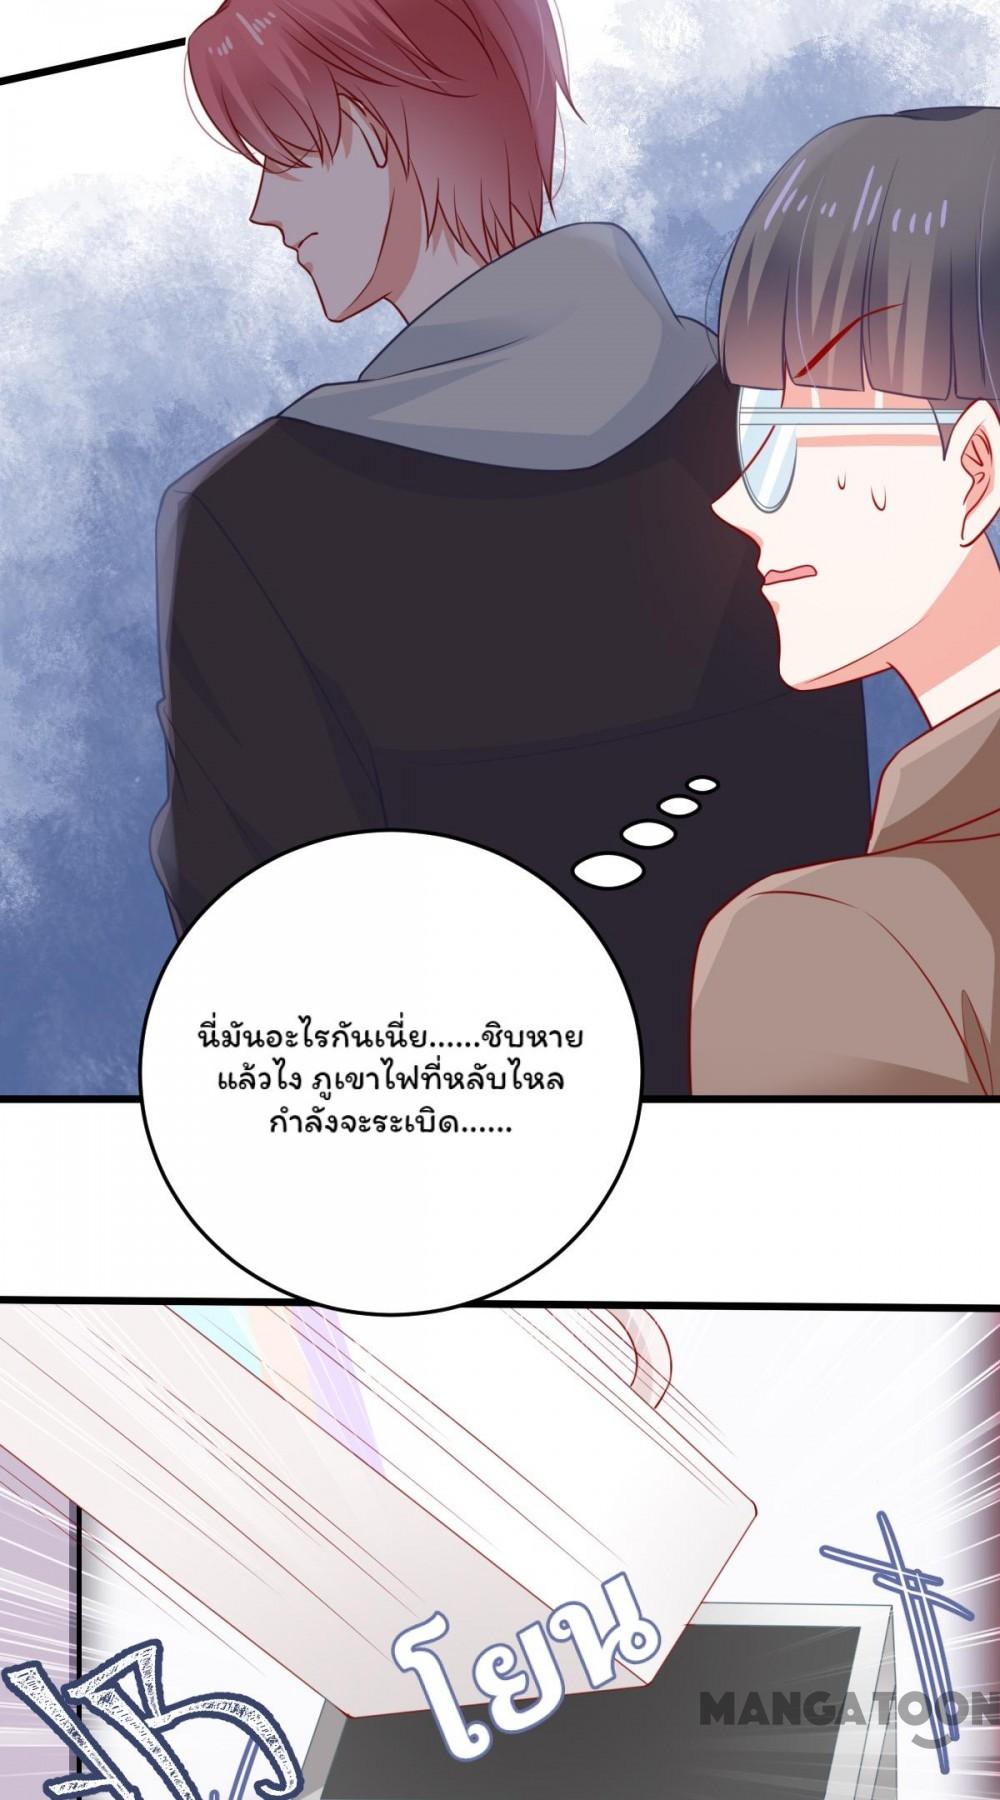 นี่มันอะไรกันเนี่ย......ชิบหาย
แล้วไง ภูเขาไฟที่หลับไหล
กำลังจะระเบิด......
โยน
MANGATOON